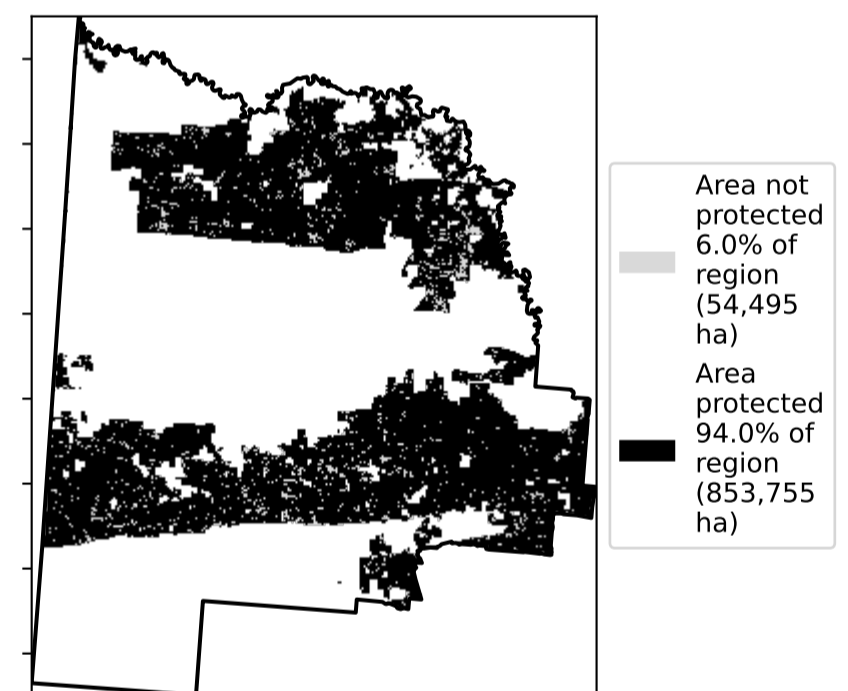 Area not
protected
6.0% of
region
(54,495
ha)
Area
protected
94.0% of
region
(853,755
ha)